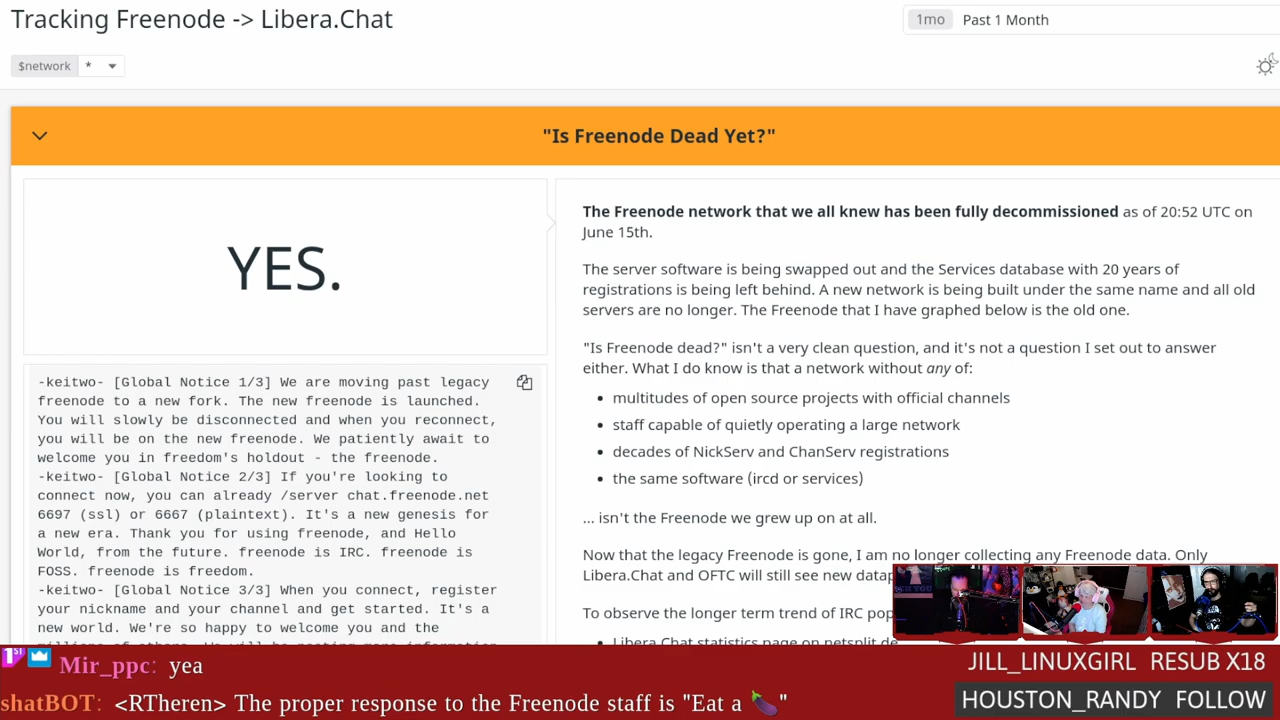 Tracking Freenode -> Libera.Chat
1mo Past 1 Month
$network *
"Is Freenode Dead Yet?"
YES.
-keitwo- [Global Notice 1/3] We are moving past legacy
freenode to a new fork. The new freenode is launched.
You will slowly be disconnected and when you reconnect,
you will be on the new freenode. We patiently await to
welcome you in freedom's holdout - the freenode.
-keitwo- [Global Notice 2/3] If you're looking to
connect now, you can already /server chat.freenode.net
6697 (ssl) or 6667 (plaintext). It's a new genesis for
a new era. Thank you for using freenode, and Hello
World, from the future. freenode is IRC. freenode is
FOSS. freenode is freedom.
-keitwo- [Global Notice 3/3] When you connect, register
your nickname and your channel and get started. It's a
new world. We're so happy to welcome you and the
The Freenode network that we all knew has been fully decommissioned as of 20:52 UTC on
June 15th.
The server software is being swapped out and the Services database with 20 years of
registrations is being left behind. A new network is being built under the same name and all old
servers are no longer. The Freenode that I have graphed below is the old one.
"Is Freenode dead?" isn't a very clean question, and it's not a question I set out to answer
either. What I do know is that a network without any of:
• multitudes of open source projects with official channels
• staff capable of quietly operating a large network
• decades of NickServ and ChanServ registrations
• the same software (ircd or services)
... isn't the Freenode we grew up on at all.
Now that the legacy Freenode is gone, I am no longer collecting any Freenode data. Only
Libera.Chat and OFTC will still see new
To observe the longer term trend of IRC
• Libera.Chat statistics page on netsplit.de
1ST Mir_ppc: yea
shatBOT: <RTheren> The proper response to the Freenode staff is "Eat a 🍆"
JILL_LINUXGIRL RESUB X18
HOUSTON_RANDY FOLLOW